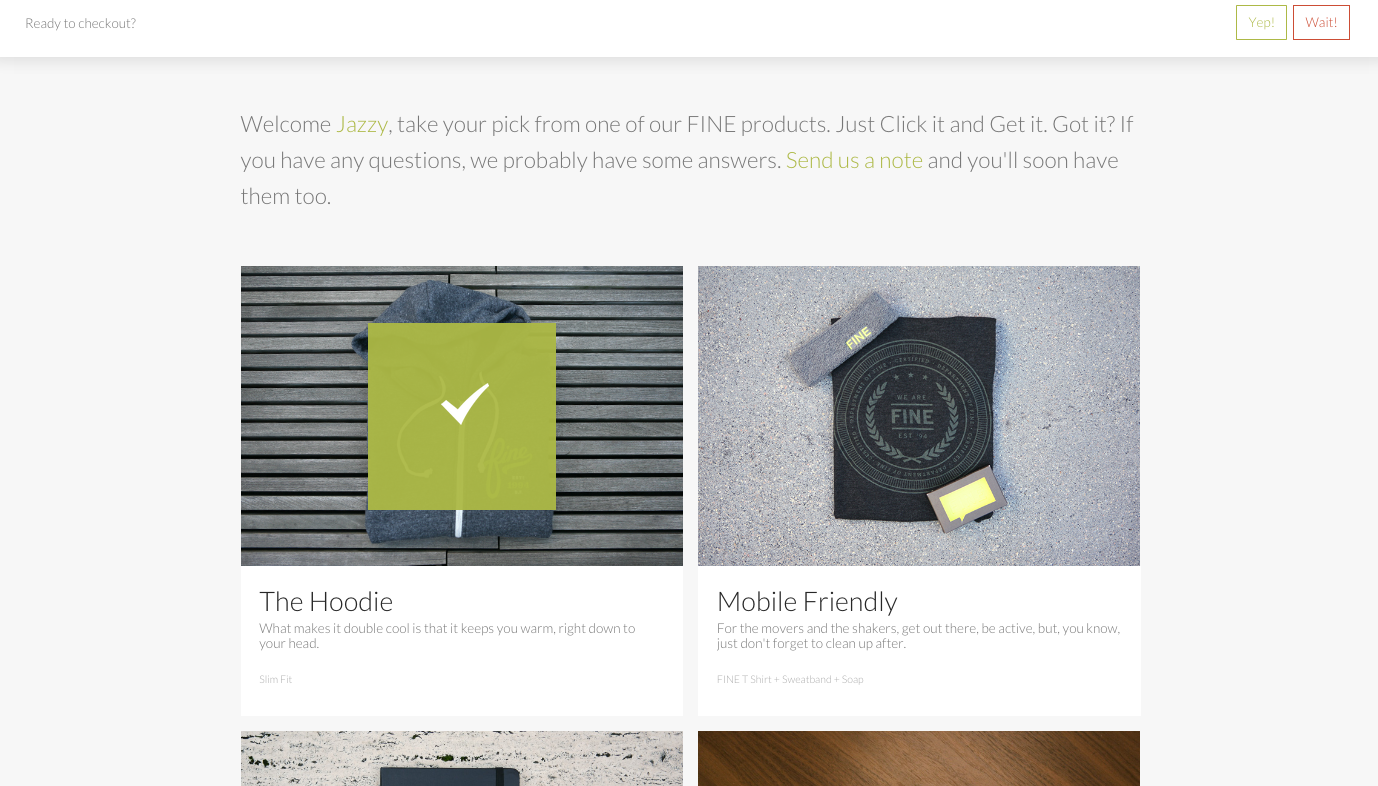 Ready to checkout?
Yep!
Wait!
Welcome Jazzy, take your pick from one of our FINE products. Just Click it and Get it. Got it? If
you have any questions, we probably have some answers. Send us a note and you'll soon have
them too.
fine
FINE
WE ARE
FINE
EST '94
The Hoodie
What makes it double cool is that it keeps you warm, right down to
your head.
Slim Fit
Mobile Friendly
For the movers and the shakers, get out there, be active, but, you know,
just don't forget to clean up after.
FINE T Shirt + Sweatband + Soap